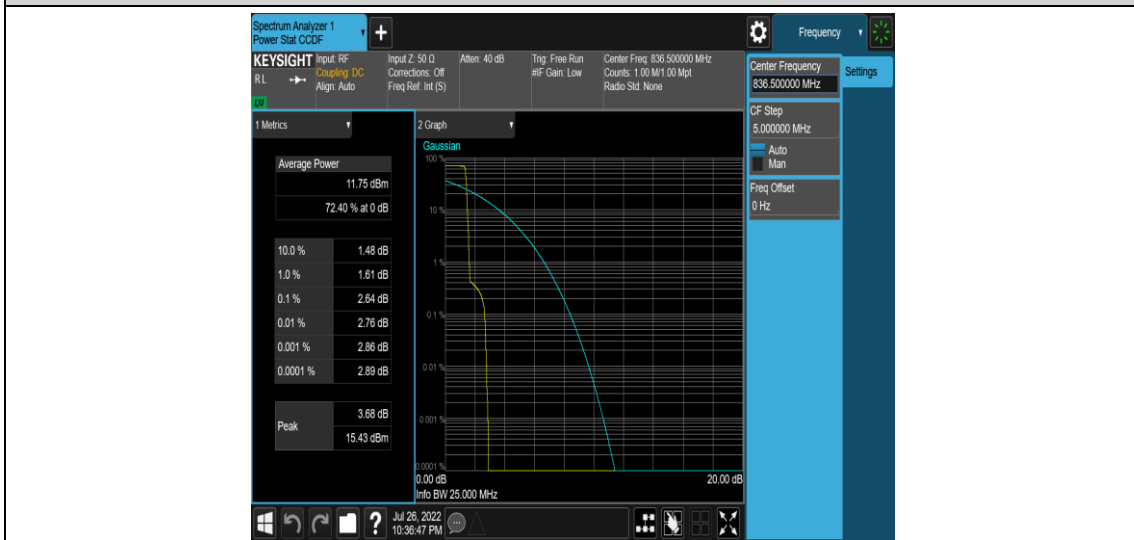 Spectrum Analyzer 1
Power Stat CCDF
Frequency
KEYSIGHT
RL
Input: RF
Coupling: DC
Align: Auto
Input Z: 50 Ω
Corrections: Off
Freq Ref: Int (S)
Atten: 40 dB
Trig: Free Run
#IF Gain: Low
Center Freq: 836.500000 MHz
Counts: 1.00 M/1.00 Mpt
Radio Std: None
1 Metrics
Average Power
11.75 dBm
72.40 % at 0 dB
10.0 % 1.48 dB
1.0 % 1.61 dB
0.1 % 2.64 dB
0.01 % 2.76 dB
0.001 % 2.86 dB
0.0001 % 2.89 dB
Peak
3.68 dB
15.43 dBm
2 Graph
Gaussian
100 %
10 %
1 %
0.1 %
0.01 %
0.001 %
0.0001 %
0.00 dB
20.00 dB
Info BW 25.000 MHz
Center Frequency
836.500000 MHz
Settings
CF Step
5.000000 MHz
Auto
Man
Freq Offset
0 Hz
?
Jul 26, 2022
10:36:47 PM